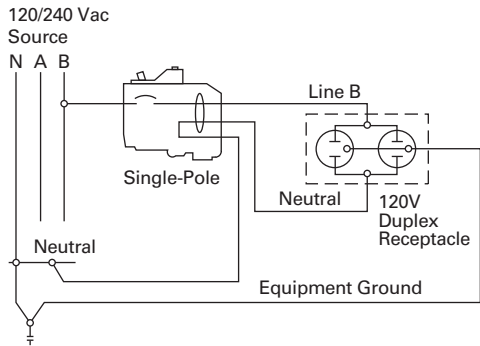 120/240 Vac
Source
N A B
Line B
Single-Pole
Neutral
120V
Duplex
Receptacle
Neutral
Equipment Ground